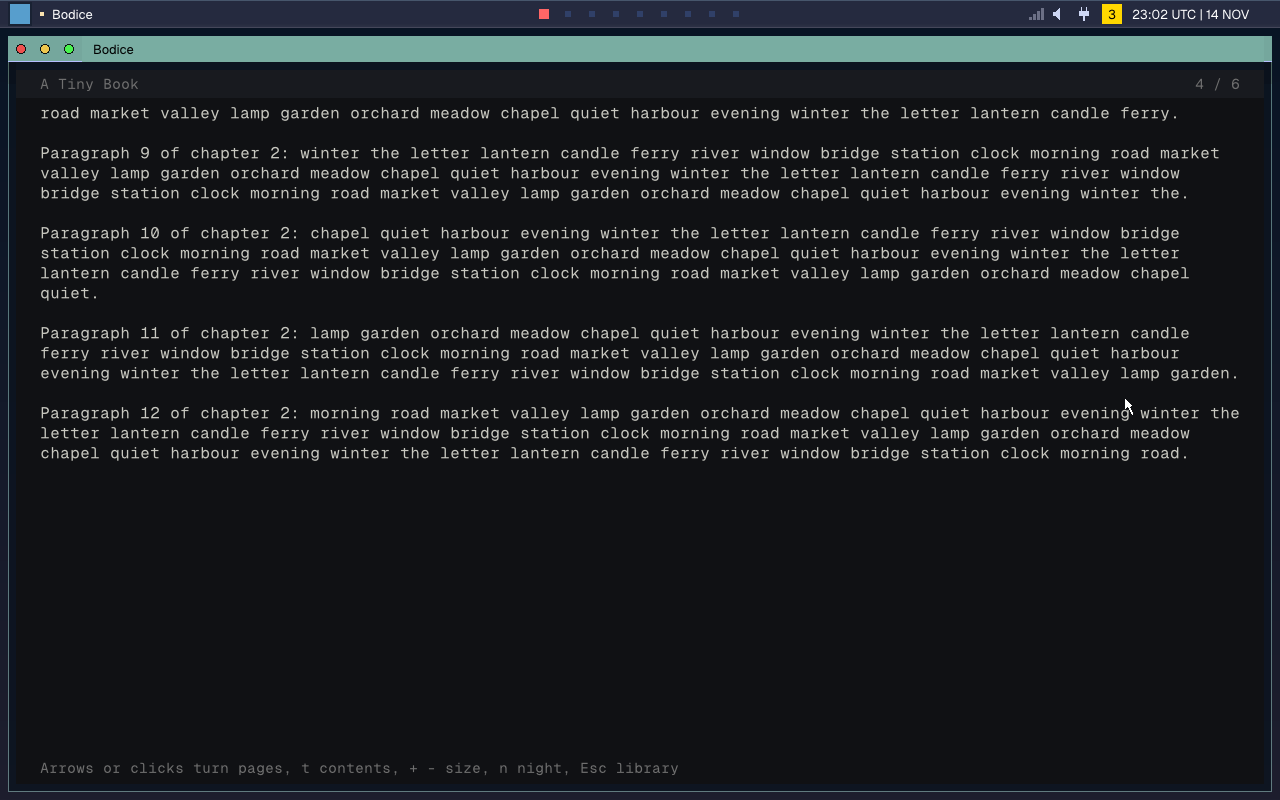 Bodice
3
23:02 UTC | 14 NOV
Bodice
A Tiny Book
4 / 6
road market valley lamp garden orchard meadow chapel quiet harbour evening winter the letter lantern candle ferry.
Paragraph 9 of chapter 2: winter the letter lantern candle ferry river window bridge station clock morning road market
valley lamp garden orchard meadow chapel quiet harbour evening winter the letter lantern candle ferry river window
bridge station clock morning road market valley lamp garden orchard meadow chapel quiet harbour evening winter the.
Paragraph 10 of chapter 2: chapel quiet harbour evening winter the letter lantern candle ferry river window bridge
station clock morning road market valley lamp garden orchard meadow chapel quiet harbour evening winter the letter
lantern candle ferry river window bridge station clock morning road market valley lamp garden orchard meadow chapel
quiet.
Paragraph 11 of chapter 2: lamp garden orchard meadow chapel quiet harbour evening winter the letter lantern candle
ferry river window bridge station clock morning road market valley lamp garden orchard meadow chapel quiet harbour
evening winter the letter lantern candle ferry river window bridge station clock morning road market valley lamp garden.
Paragraph 12 of chapter 2: morning road market valley lamp garden orchard meadow chapel quiet harbour evening winter the
letter lantern candle ferry river window bridge station clock morning road market valley lamp garden orchard meadow
chapel quiet harbour evening winter the letter lantern candle ferry river window bridge station clock morning road.
Arrows or clicks turn pages, t contents, + - size, n night, Esc library